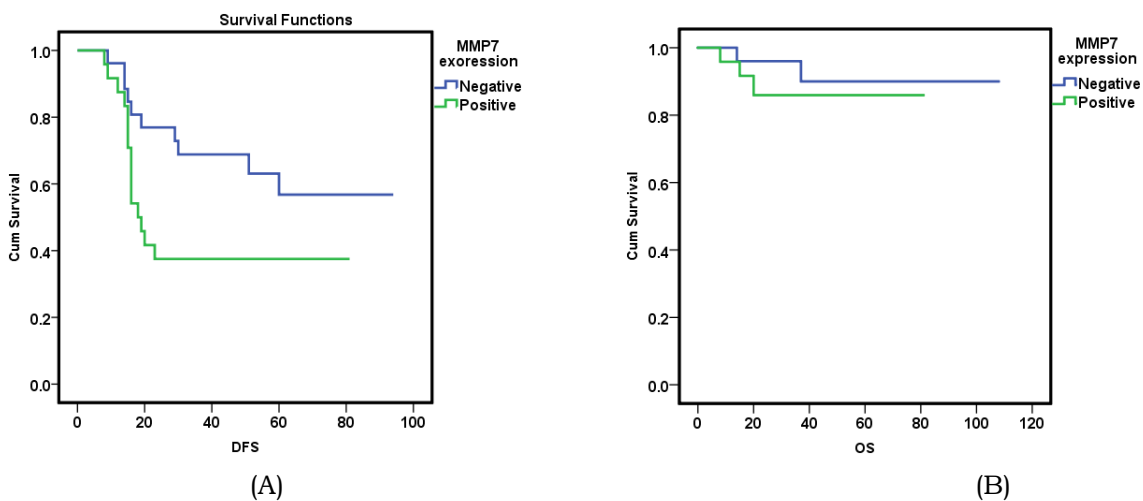 Survival Functions
MMP7
exoression
Negative
Positive
Cum Survival
1.0
0.8
0.6
0.4
0.2
0.0
0 20 40 60 80 100
DFS
(A)
MMP7
expression
Negative
Positive
Cum Survival
1.0
0.8
0.6
0.4
0.2
0.0
0 20 40 60 80 100 120
OS
(B)